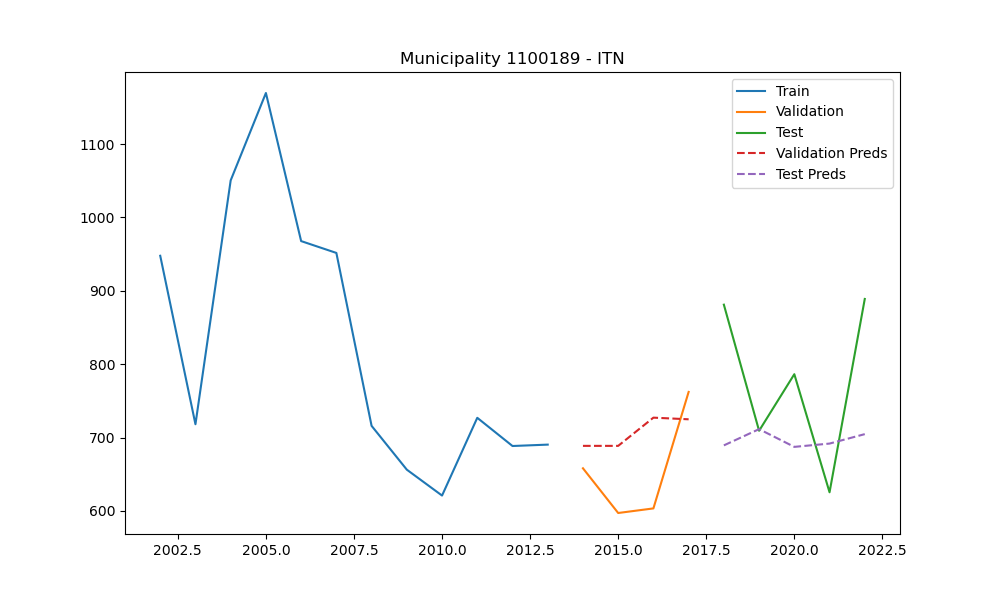 Municipality 1100189 - ITN
Train
Validation
Test
Validation Preds
Test Preds
1100
1000
900
800
700
600
2002.5 2005.0 2007.5 2010.0 2012.5 2015.0 2017.5 2020.0 2022.5